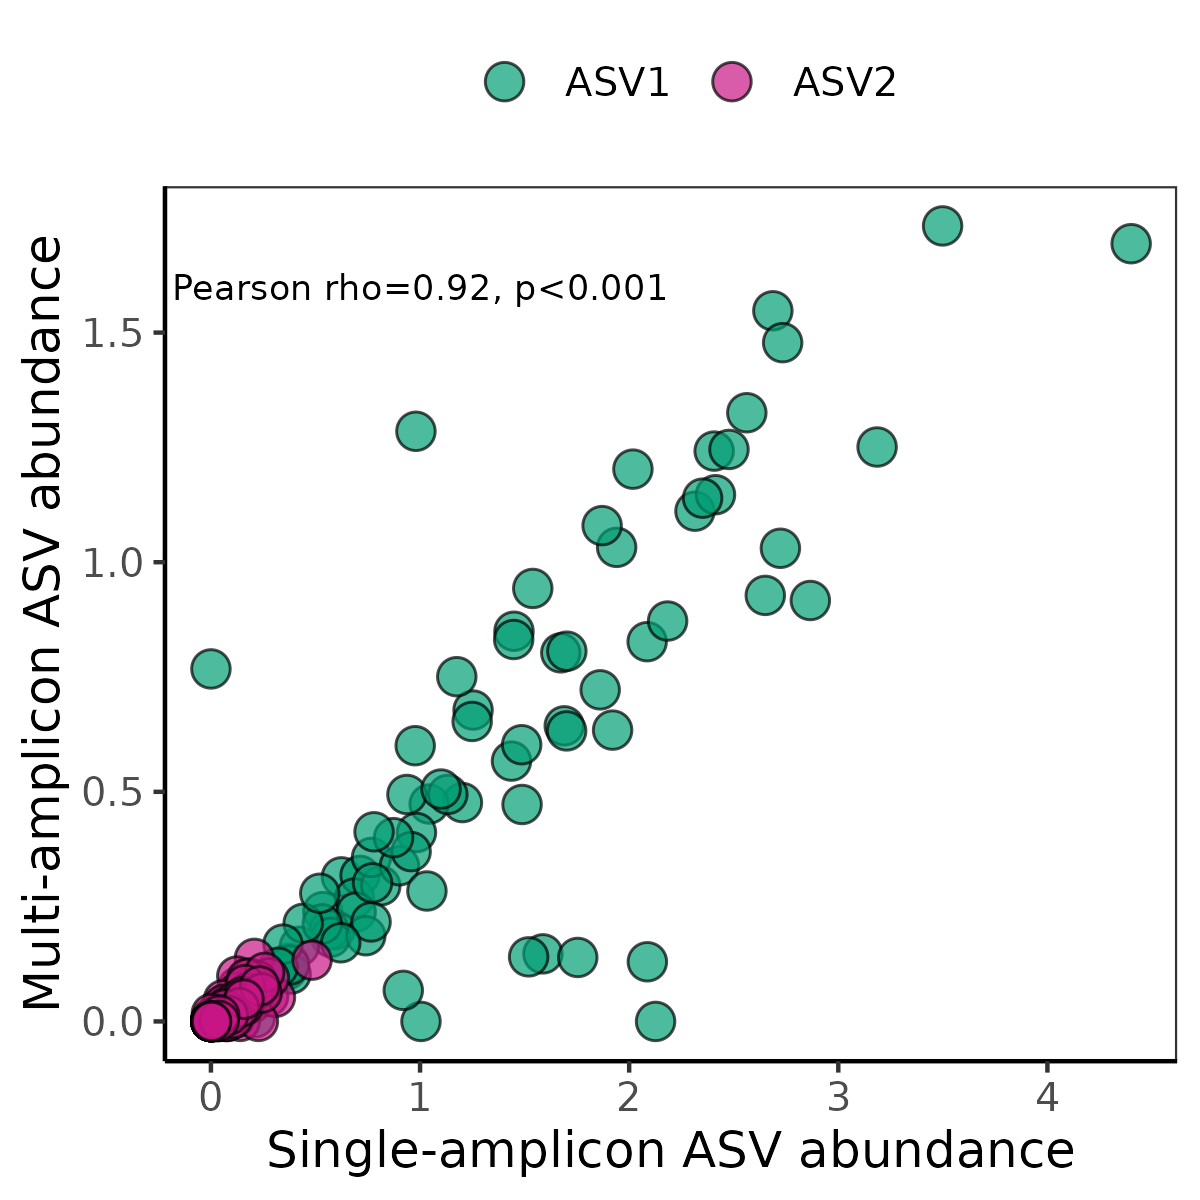 ASV1 ASV2
Pearson rho=0.92, p<0.001
Multi-amplicon ASV abundance
1.5
1.0
0.5
0.0
0 1 2 3 4
Single-amplicon ASV abundance